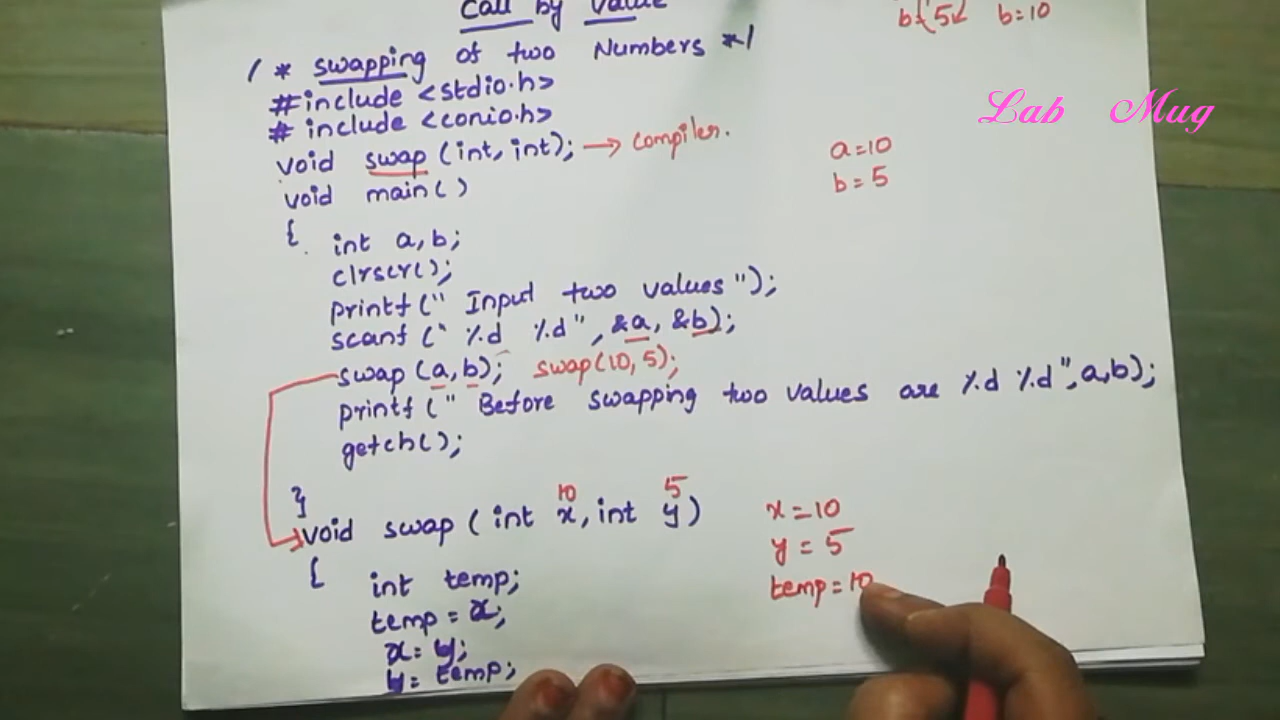 Call by Value
b=5 b=10
/* swapping of two Numbers */
#include <stdio.h>
# include <conio.h>
void swap (int, int); → compiler.
void main()
{
int a, b;
clrscr();
printf(" Input two values");
scanf (" %d %d", &a, &b);
swap (a, b); swap(10, 5);
printf (" Before swapping two values are %d %d", a, b);
getch();
}
void swap (int x, int y)
10 5
{
int temp;
temp = x;
x = y;
y = temp;
a=10
b = 5
x = 10
y = 5
temp = 10
Lab Mug